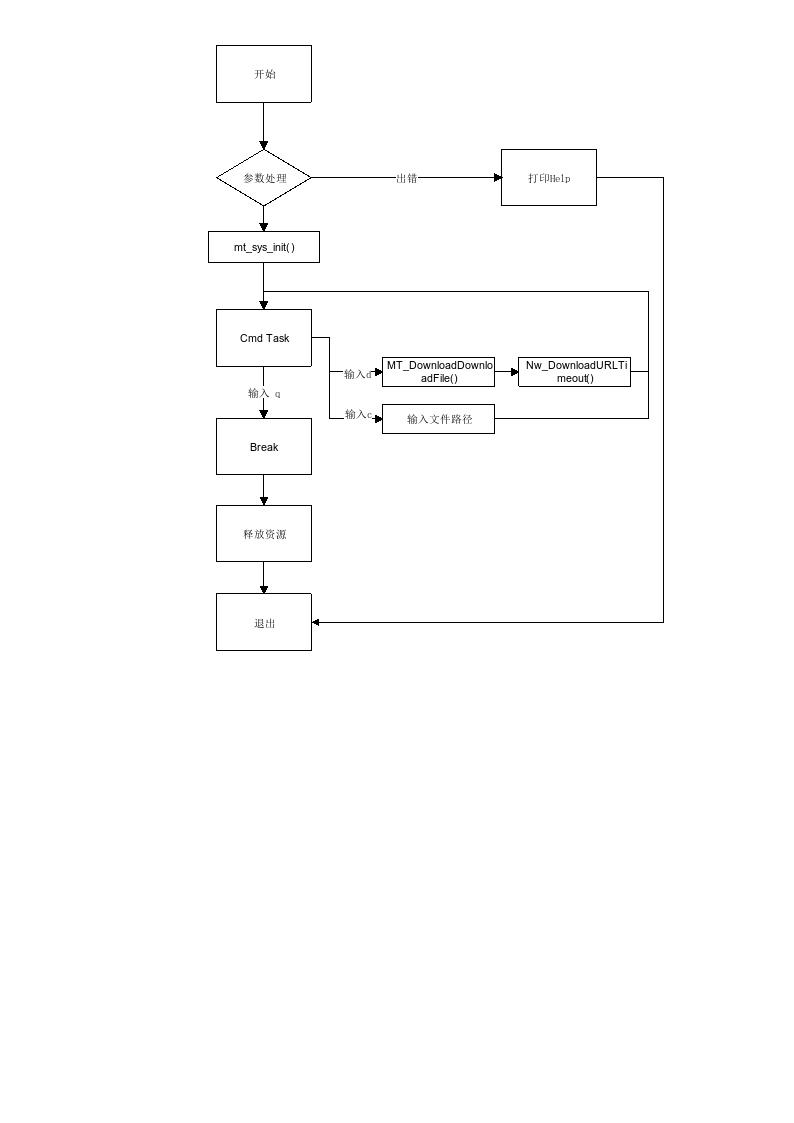 开始
参数处理
出错
打印Help
mt_sys_init()
Cmd Task
输入d
MT_DownloadDownlo
adFile()
Nw_DownloadURLTi
meout()
输入 q
输入c
输入文件路径
Break
释放资源
退出